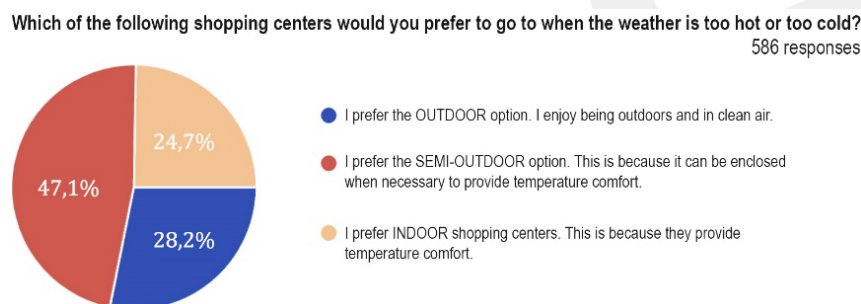 Which of the following shopping centers would you prefer to go to when the weather is too hot or too cold?
586 responses
24,7%
47,1%
28,2%
I prefer the OUTDOOR option. I enjoy being outdoors and in clean air.
I prefer the SEMI-OUTDOOR option. This is because it can be enclosed
when necessary to provide temperature comfort.
I prefer INDOOR shopping centers. This is because they provide
temperature comfort.